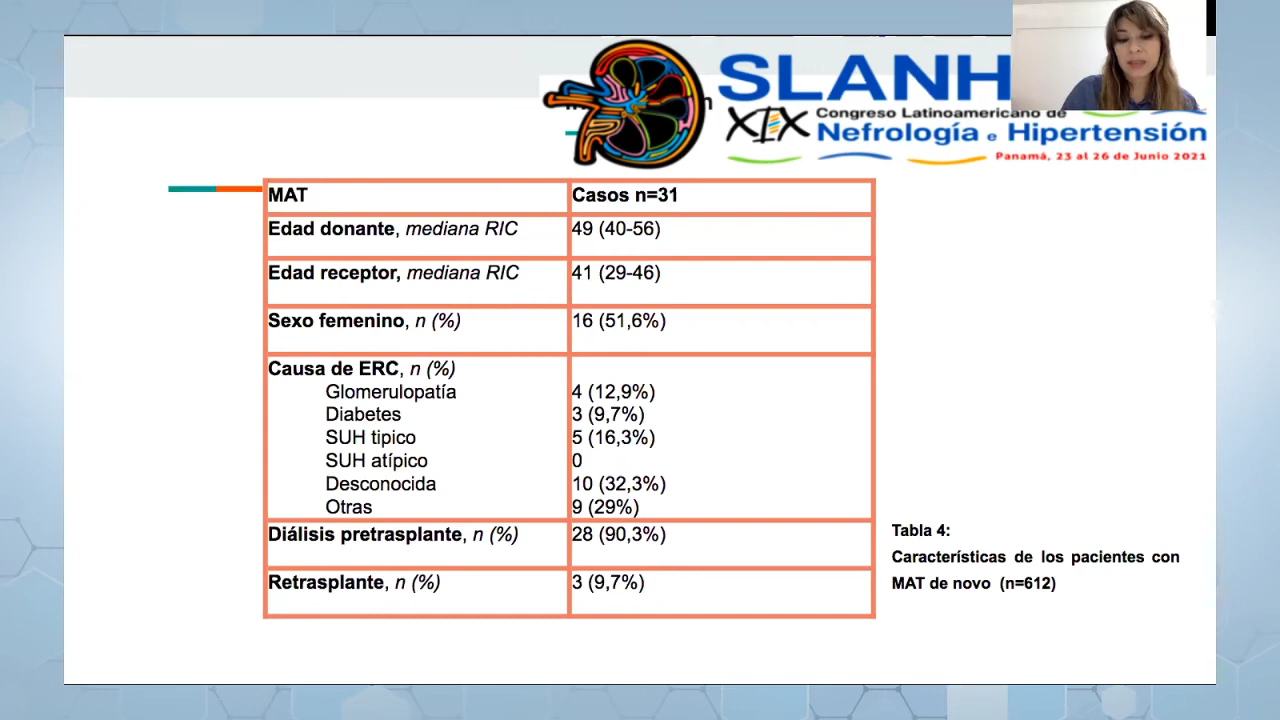 SLANH
XIX
Congreso Latinoamericano de
Nefrología e Hipertensión
Panamá, 23 al 26 de Junio 2021
MAT
Casos n=31
Edad donante, mediana RIC
49 (40-56)
Edad receptor, mediana RIC
41 (29-46)
Sexo femenino, n (%)
16 (51,6%)
Causa de ERC, n (%)
Glomerulopatía
4 (12,9%)
Diabetes
3 (9,7%)
SUH tipico
5 (16,3%)
SUH atípico
0
Desconocida
10 (32,3%)
Otras
9 (29%)
Diálisis pretrasplante, n (%)
28 (90,3%)
Retrasplante, n (%)
3 (9,7%)
Tabla 4:
Características de los pacientes con
MAT de novo (n=612)